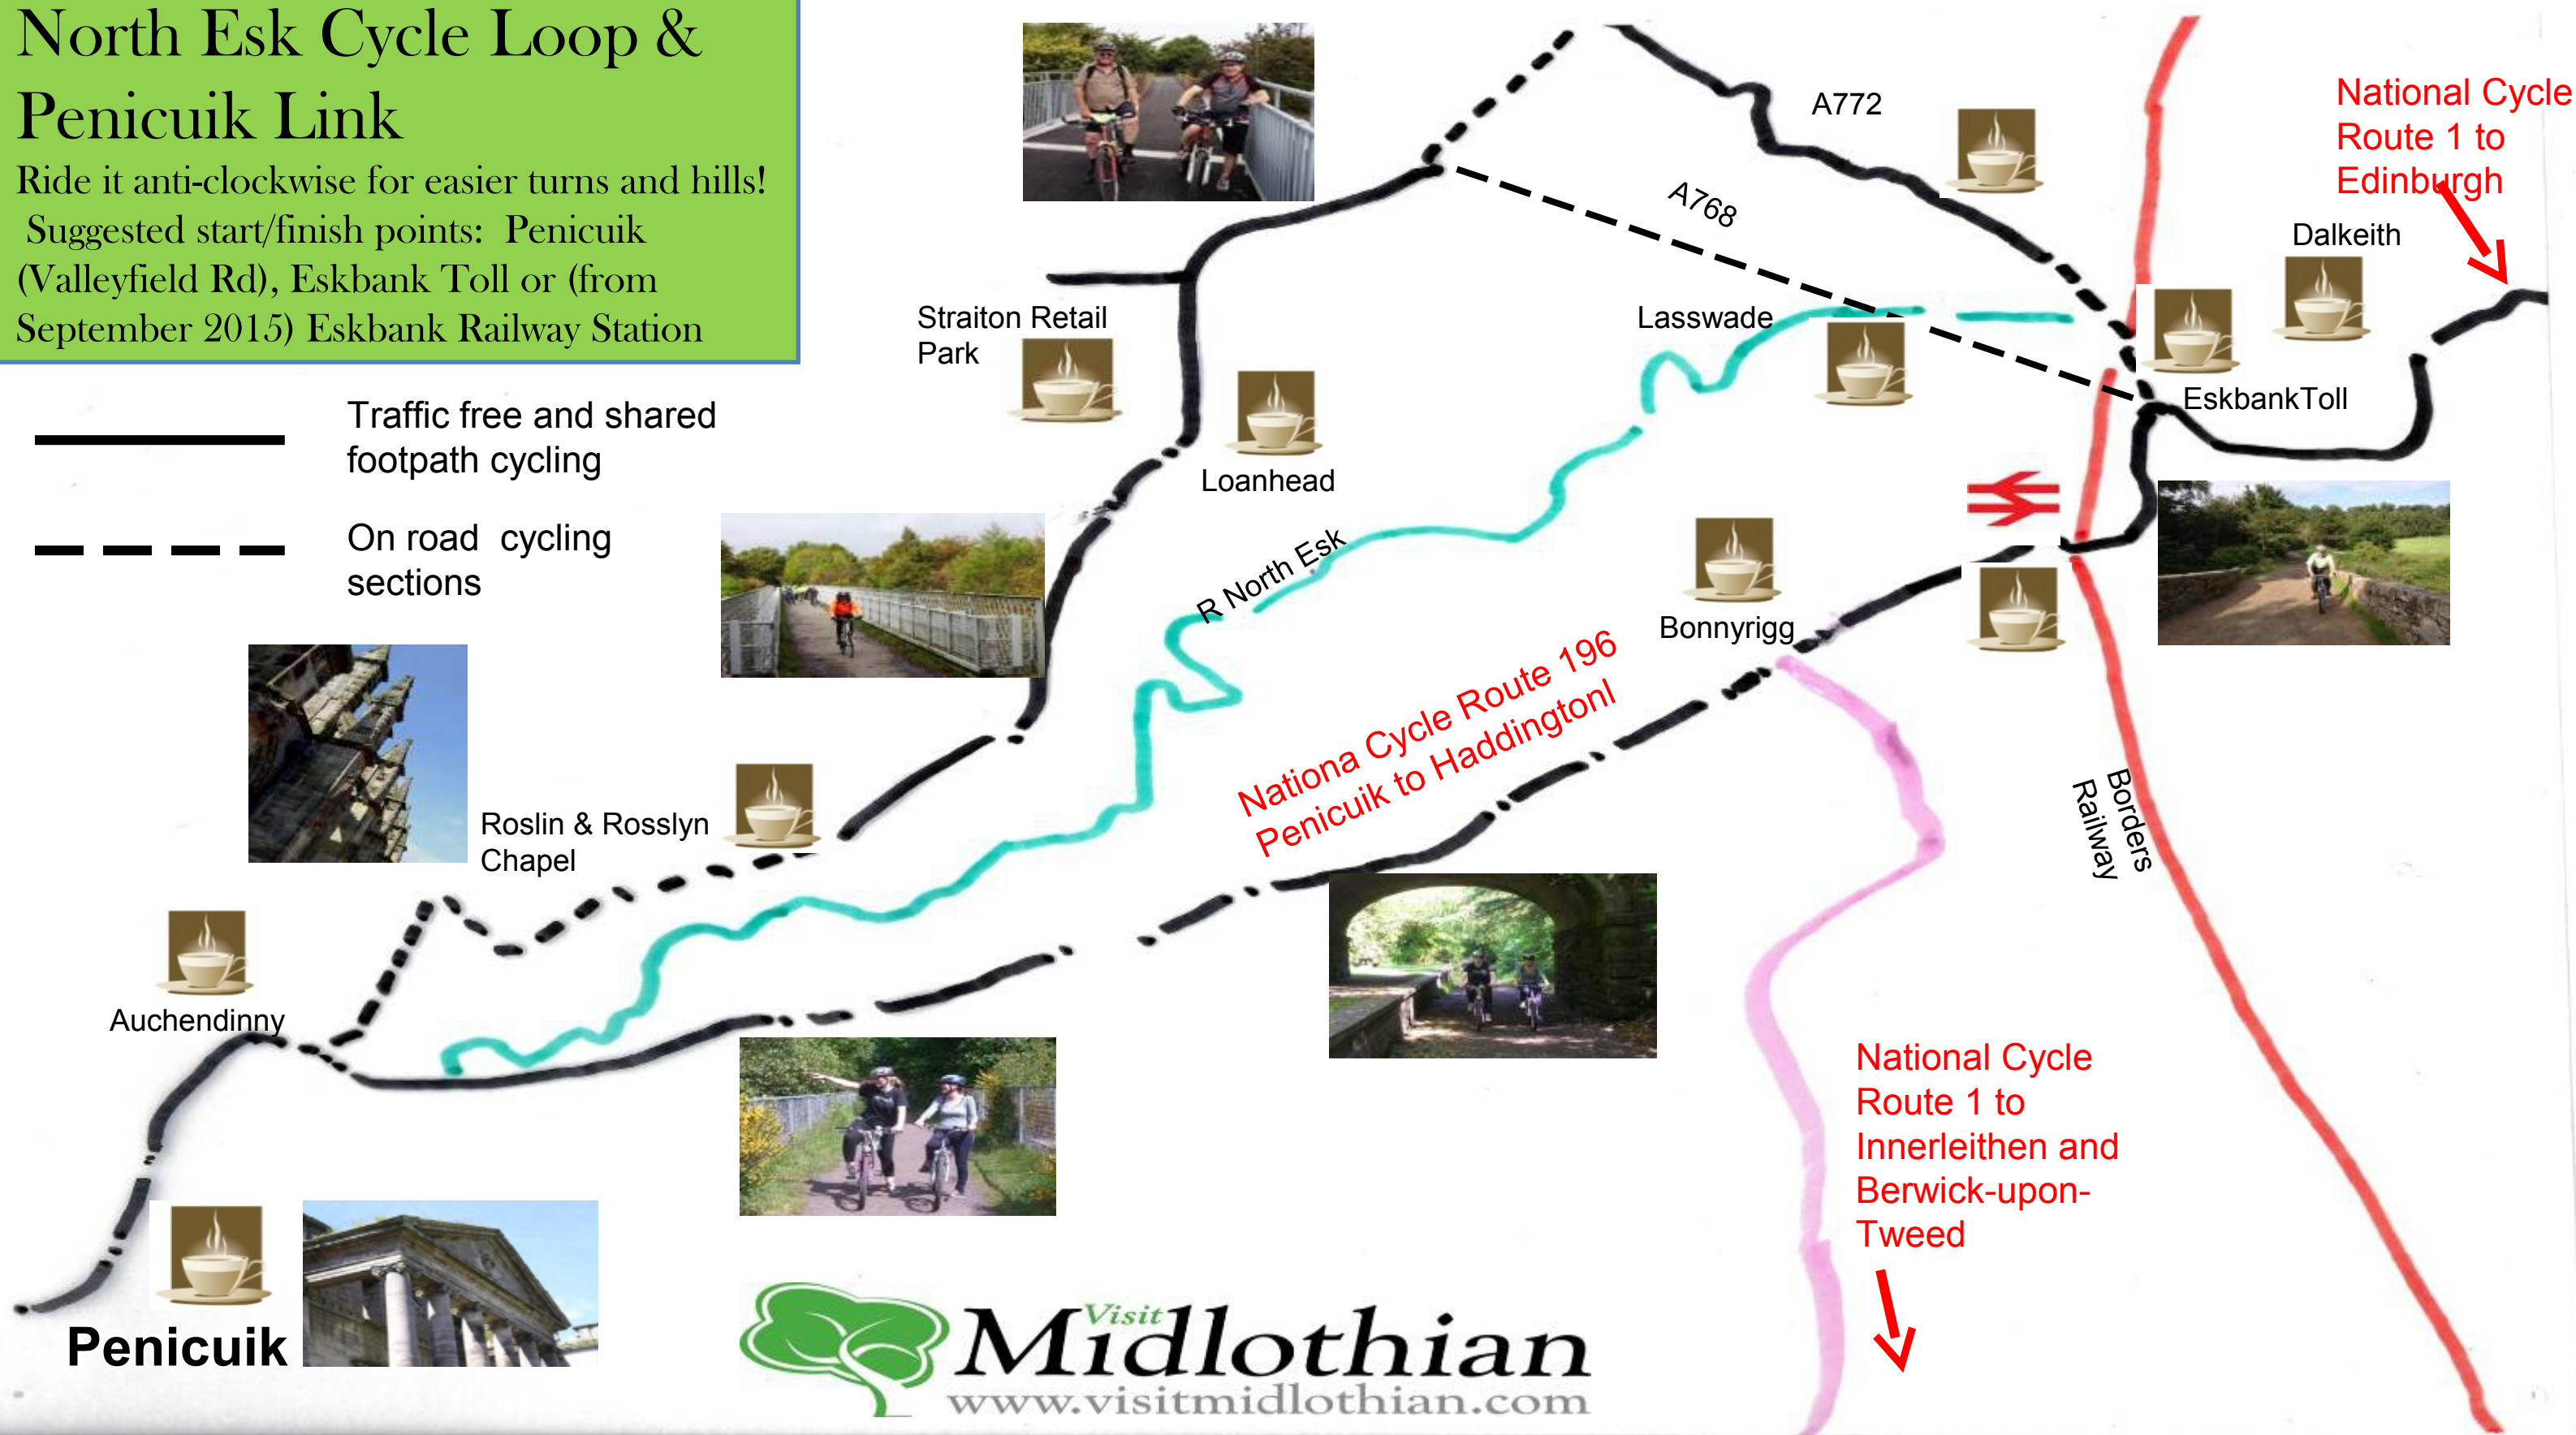 North Esk Cycle Loop &
Penicuik Link
Ride it anti-clockwise for easier turns and hills!
Suggested start/finish points: Penicuik
(Valleyfield Rd), Eskbank Toll or (from
September 2015) Eskbank Railway Station
Traffic free and shared
footpath cycling
On road cycling
sections
A772
A768
National Cycle
Route 1 to
Edinburgh
Dalkeith
Straiton Retail
Park
Lasswade
EskbankToll
Loanhead
R North Esk
Bonnyrigg
Nationa Cycle Route 196
Penicuik to Haddingtonl
Roslin & Rosslyn
Chapel
Borders
Railway
Auchendinny
National Cycle
Route 1 to
Innerleithen and
Berwick-upon-
Tweed
Penicuik
Visit
Midlothian
www.visitmidlothian.com